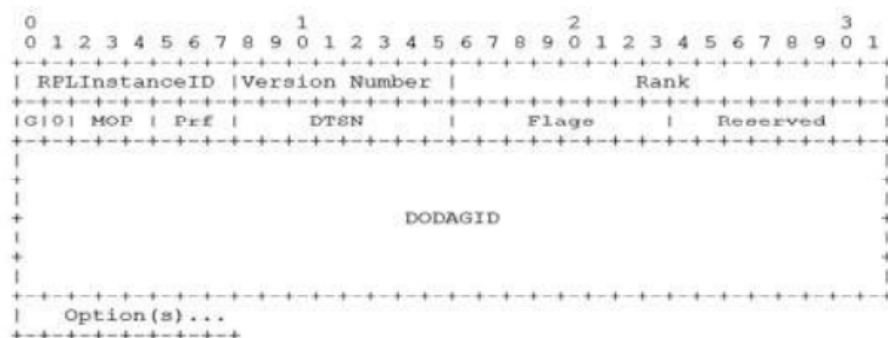 0                   1                   2                   3
0 1 2 3 4 5 6 7 8 9 0 1 2 3 4 5 6 7 8 9 0 1 2 3 4 5 6 7 8 9 0 1
+-+-+-+-+-+-+-+-+-+-+-+-+-+-+-+-+-+-+-+-+-+-+-+-+-+-+-+-+-+-+-+-+
| RPLInstanceID |Version Number |             Rank              |
+-+-+-+-+-+-+-+-+-+-+-+-+-+-+-+-+-+-+-+-+-+-+-+-+-+-+-+-+-+-+-+-+
|G|0| MOP | Prf |     DTSN      |     Flags     |   Reserved    |
+-+-+-+-+-+-+-+-+-+-+-+-+-+-+-+-+-+-+-+-+-+-+-+-+-+-+-+-+-+-+-+-+
|                                                               |
+                                                               +
|                                                               |
+                            DODAGID                            +
|                                                               |
+                                                               +
|                                                               |
+-+-+-+-+-+-+-+-+-+-+-+-+-+-+-+-+-+-+-+-+-+-+-+-+-+-+-+-+-+-+-+-+
|   Option(s)...
+-+-+-+-+-+-+-+-+